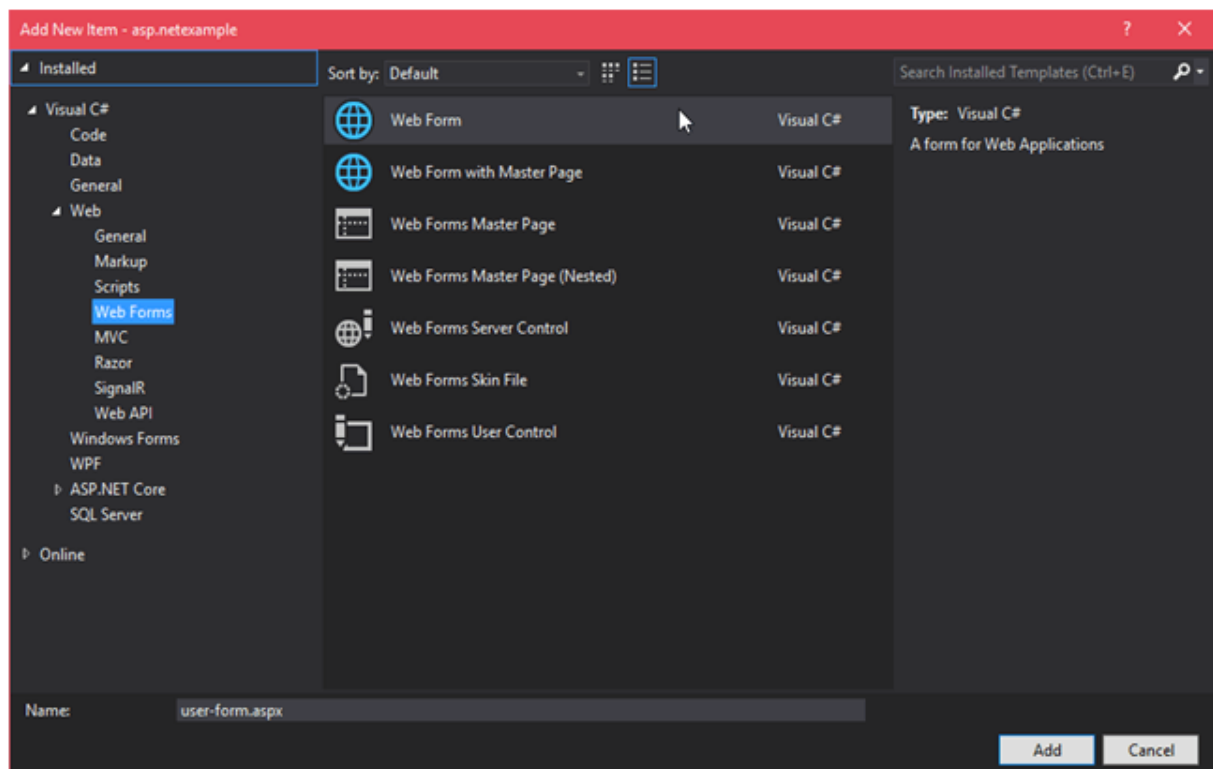 Add New Item - asp.netexample
?
Installed
Sort by: Default
Search Installed Templates (Ctrl+E)
Visual C#
Code
Data
General
Web
General
Markup
Scripts
Web Forms
MVC
Razor
SignalR
Web API
Windows Forms
WPF
ASP.NET Core
SQL Server
Online
Web Form Visual C#
Web Form with Master Page Visual C#
Web Forms Master Page Visual C#
Web Forms Master Page (Nested) Visual C#
Web Forms Server Control Visual C#
Web Forms Skin File Visual C#
Web Forms User Control Visual C#
Type: Visual C#
A form for Web Applications
Name: user-form.aspx
Add Cancel